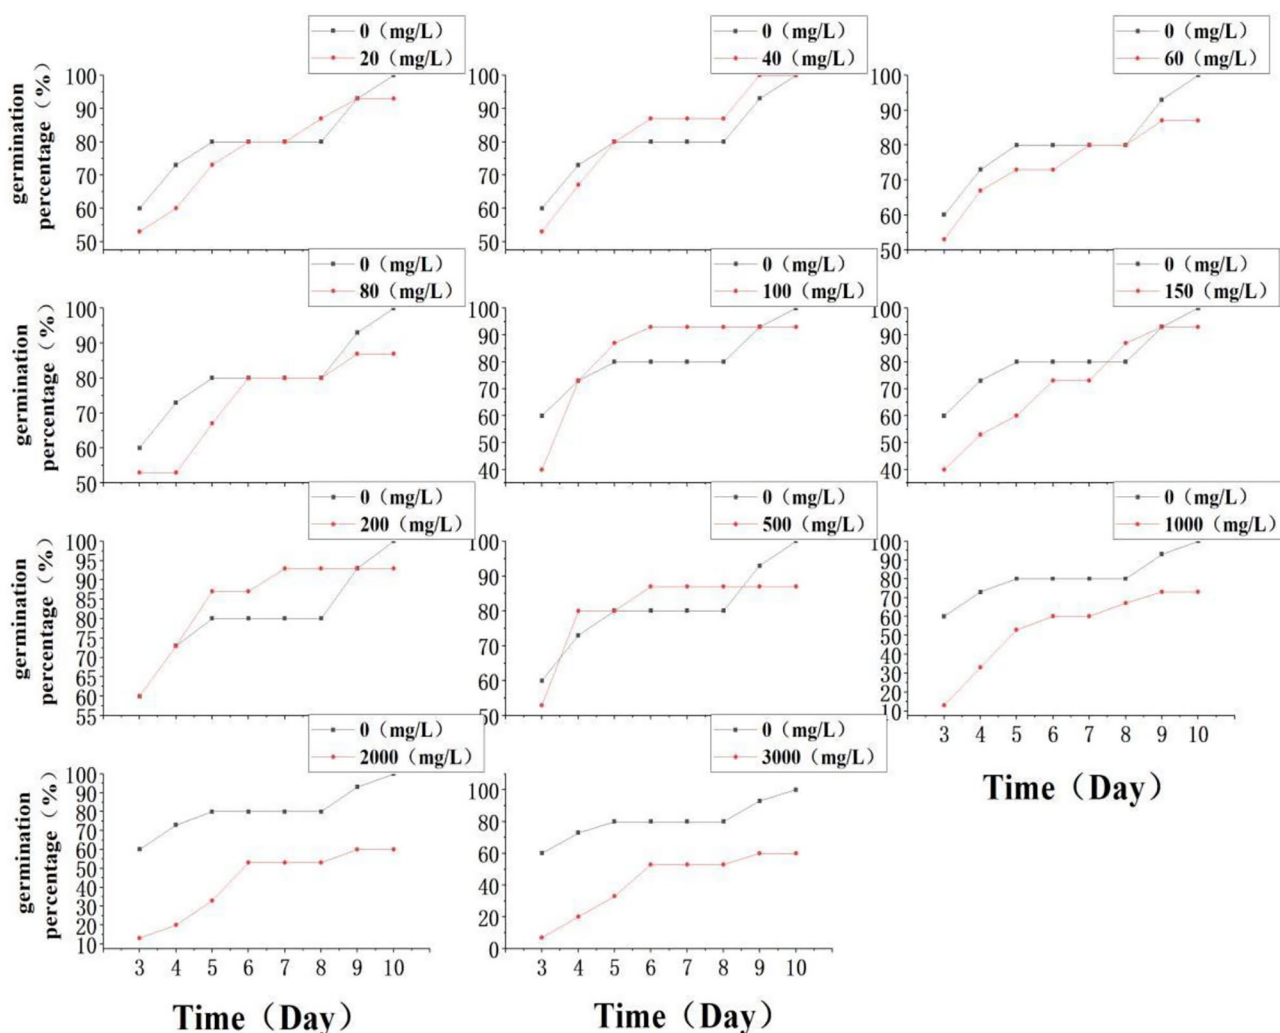 0（mg/L）
20（mg/L）
0（mg/L）
40（mg/L）
0（mg/L）
60（mg/L）
germination
percentage（%）
100
90
80
70
60
50
100
90
80
70
60
50
100
90
80
70
60
50
0（mg/L）
80（mg/L）
0（mg/L）
100（mg/L）
0（mg/L）
150（mg/L）
germination
percentage（%）
100
90
80
70
60
50
100
90
80
70
60
50
40
100
90
80
70
60
50
40
0（mg/L）
200（mg/L）
0（mg/L）
500（mg/L）
0（mg/L）
1000（mg/L）
germination
percentage（%）
100
95
90
85
80
75
70
65
60
55
100
90
80
70
60
50
100
90
80
70
60
50
40
30
20
10
3 4 5 6 7 8 9 10
Time（Day）
0（mg/L）
2000（mg/L）
0（mg/L）
3000（mg/L）
germination
percentage（%）
100
90
80
70
60
50
40
30
20
10
3 4 5 6 7 8 9 10
Time（Day）
100
80
60
40
20
0
3 4 5 6 7 8 9 10
Time（Day）